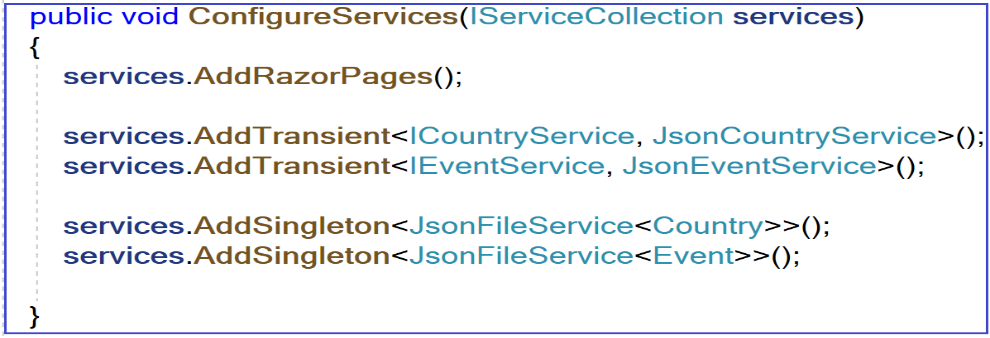 public void ConfigureServices(IServiceCollection services)
{
services.AddRazorPages();
services.AddTransient<ICountryService, JsonCountryService>();
services.AddTransient<IEventService, JsonEventService>();
services.AddSingleton<JsonFileService<Country>>();
services.AddSingleton<JsonFileService<Event>>();
}